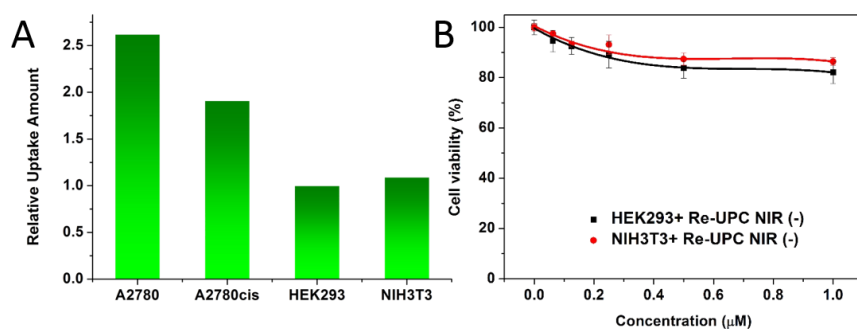 A
Relative Uptake Amount
2.5
2.0
1.5
1.0
0.5
0.0
A2780
A2780cis
HEK293
NIH3T3
B
Cell viability (%)
100
80
60
40
20
0
HEK293+ Re-UPC NIR (-)
NIH3T3+ Re-UPC NIR (-)
0.0
0.2
0.4
0.6
0.8
1.0
Concentration (μM)